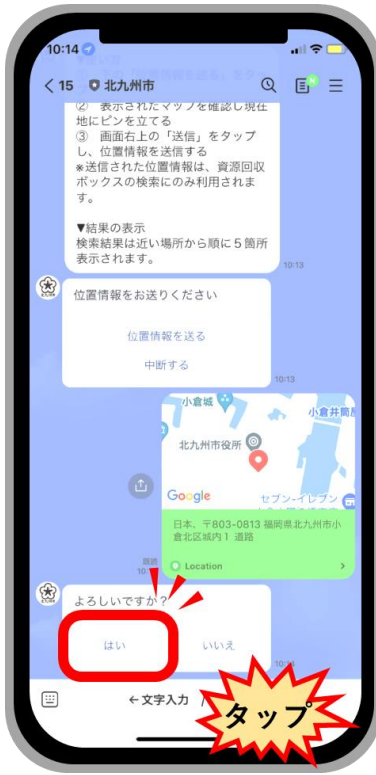 10:14
15 北九州市
② 表示されたマップを確認し現在
地にピンを立てる
③ 画面右上の「送信」をタップ
し、位置情報を送信する
*送信された位置情報は、資源回収
ボックスの検索にのみ利用されま
す。
▼結果の表示
検索結果は近い場所から順に5箇所
表示されます。
10:13
位置情報をお送りください
位置情報を送る
中断する
10:13
小倉城
小倉井筒屋
北九州市役所
Google
セブン-イレブン
日本、〒803-0813 福岡県北九州市小
倉北区城内1 道路
Location
既読
よろしいですか?
はい
いいえ
←文字入力
タップ